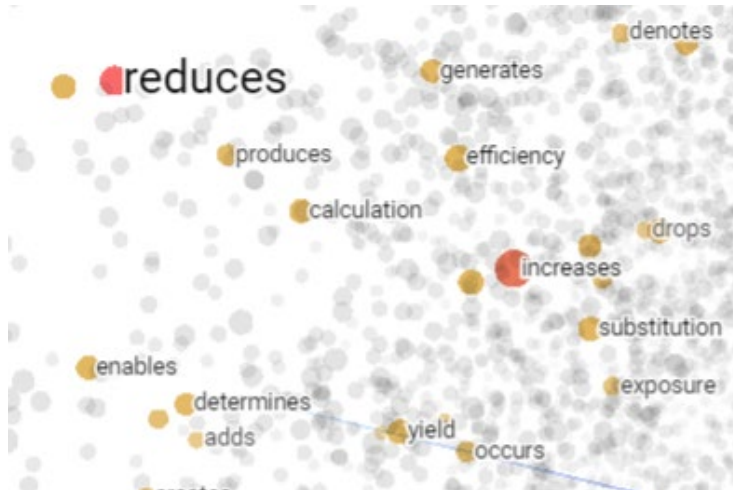 denotes
reduces
generates
produces
efficiency
calculation
drops
increases
substitution
enables
exposure
determines
yield
adds
occurs